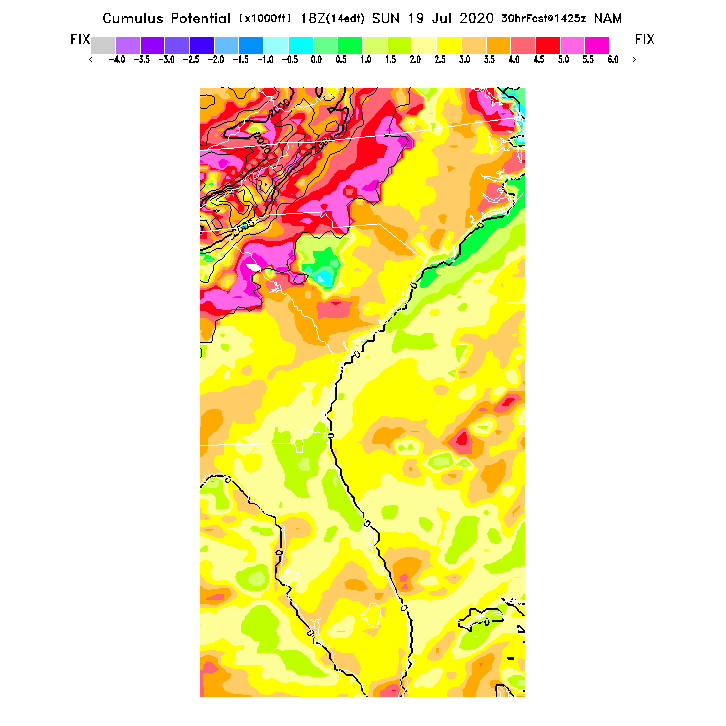 Cumulus Potential [x1000ft] 18Z(14edt) SUN 19 Jul 2020 30hrFcst@1425z NAM
FIX FIX
< -4.0 -3.5 -3.0 -2.5 -2.0 -1.5 -1.0 -0.5 0.0 0.5 1.0 1.5 2.0 2.5 3.0 3.5 4.0 4.5 5.0 5.5 6.0 >